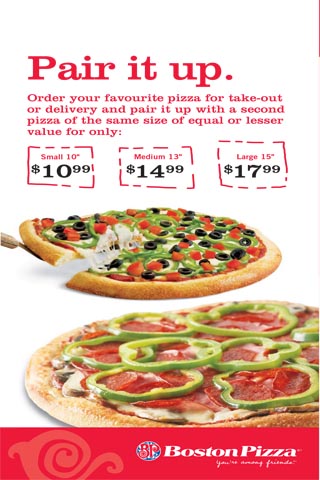 Pair it up.
Order your favourite pizza for take-out
or delivery and pair it up with a second
pizza of the same size of equal or lesser
value for only:
Small 10"
$10 99
Medium 13"
$14 99
Large 15"
$17 99
BP Boston Pizza
You're among friends.